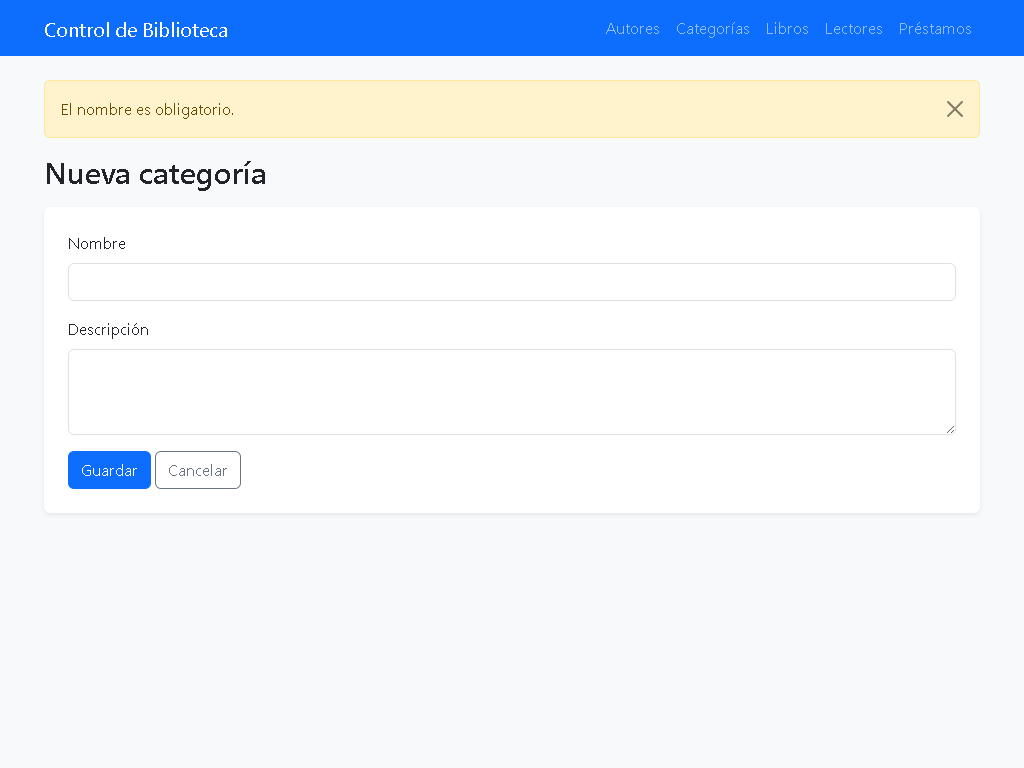 Control de Biblioteca
Autores Categorías Libros Lectores Préstamos
El nombre es obligatorio.
Nueva categoría
Nombre
Descripción
Guardar Cancelar